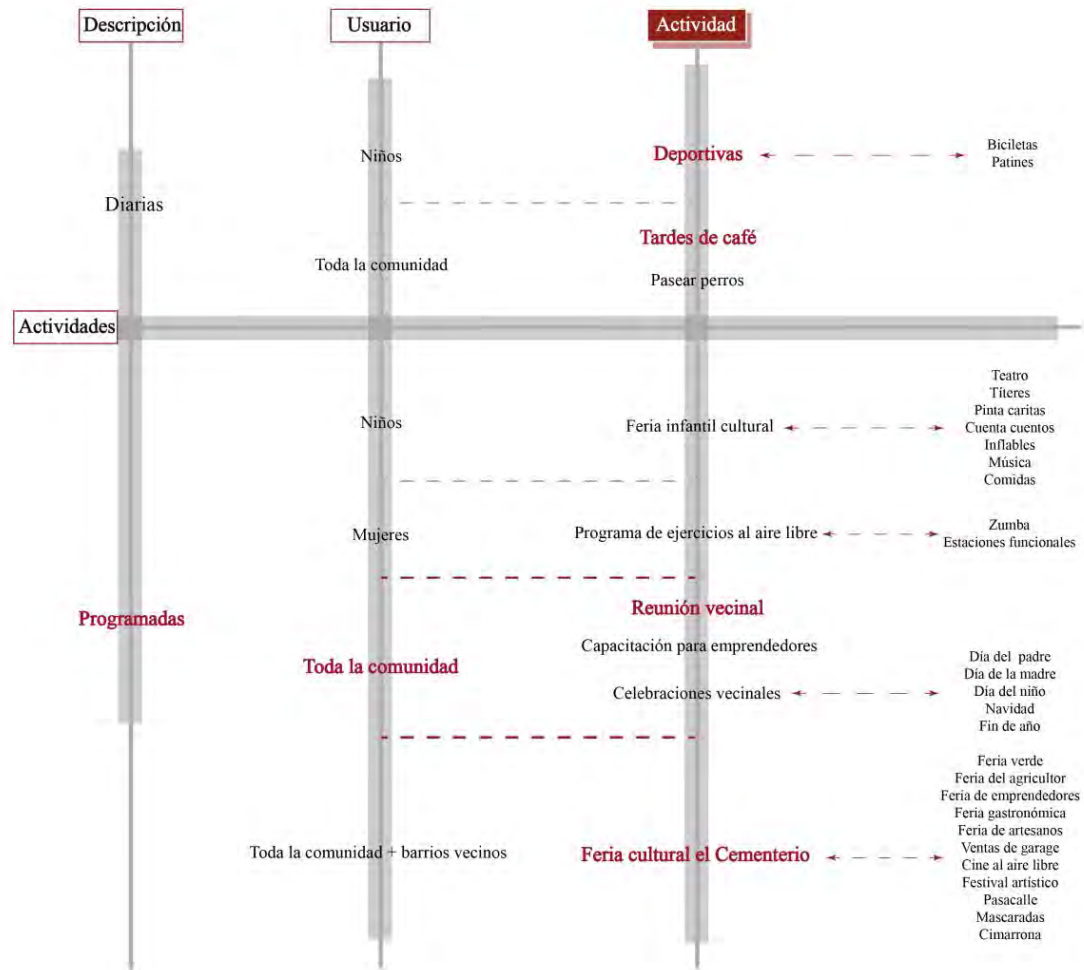 Descripción
Usuario
Actividad
Niños
Deportivas
Biciletas
Patines
Diarias
Tardes de café
Toda la comunidad
Pasear perros
Actividades
Teatro
Títeres
Pinta caritas
Cuenta cuentos
Inflables
Música
Comidas
Niños
Feria infantil cultural
Mujeres
Programa de ejercicios al aire libre
Zumba
Estaciones funcionales
Programadas
Reunión vecinal
Capacitación para emprendedores
Toda la comunidad
Celebraciones vecinales
Día del padre
Día de la madre
Día del niño
Navidad
Fin de año
Toda la comunidad + barrios vecinos
Feria cultural el Cementerio
Feria verde
Feria del agricultor
Feria de emprendedores
Feria gastronómica
Feria de artesanos
Ventas de garage
Cine al aire libre
Festival artístico
Pasacalle
Mascaradas
Cimarrona